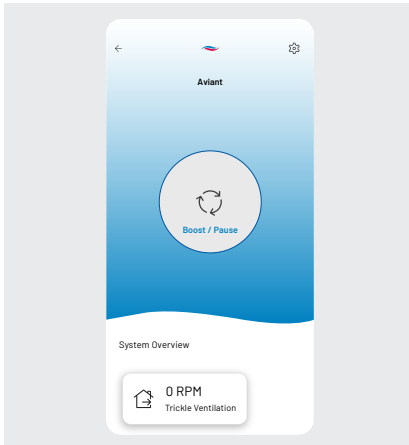 Aviant
Boost / Pause
System Overview
0 RPM
Trickle Ventilation